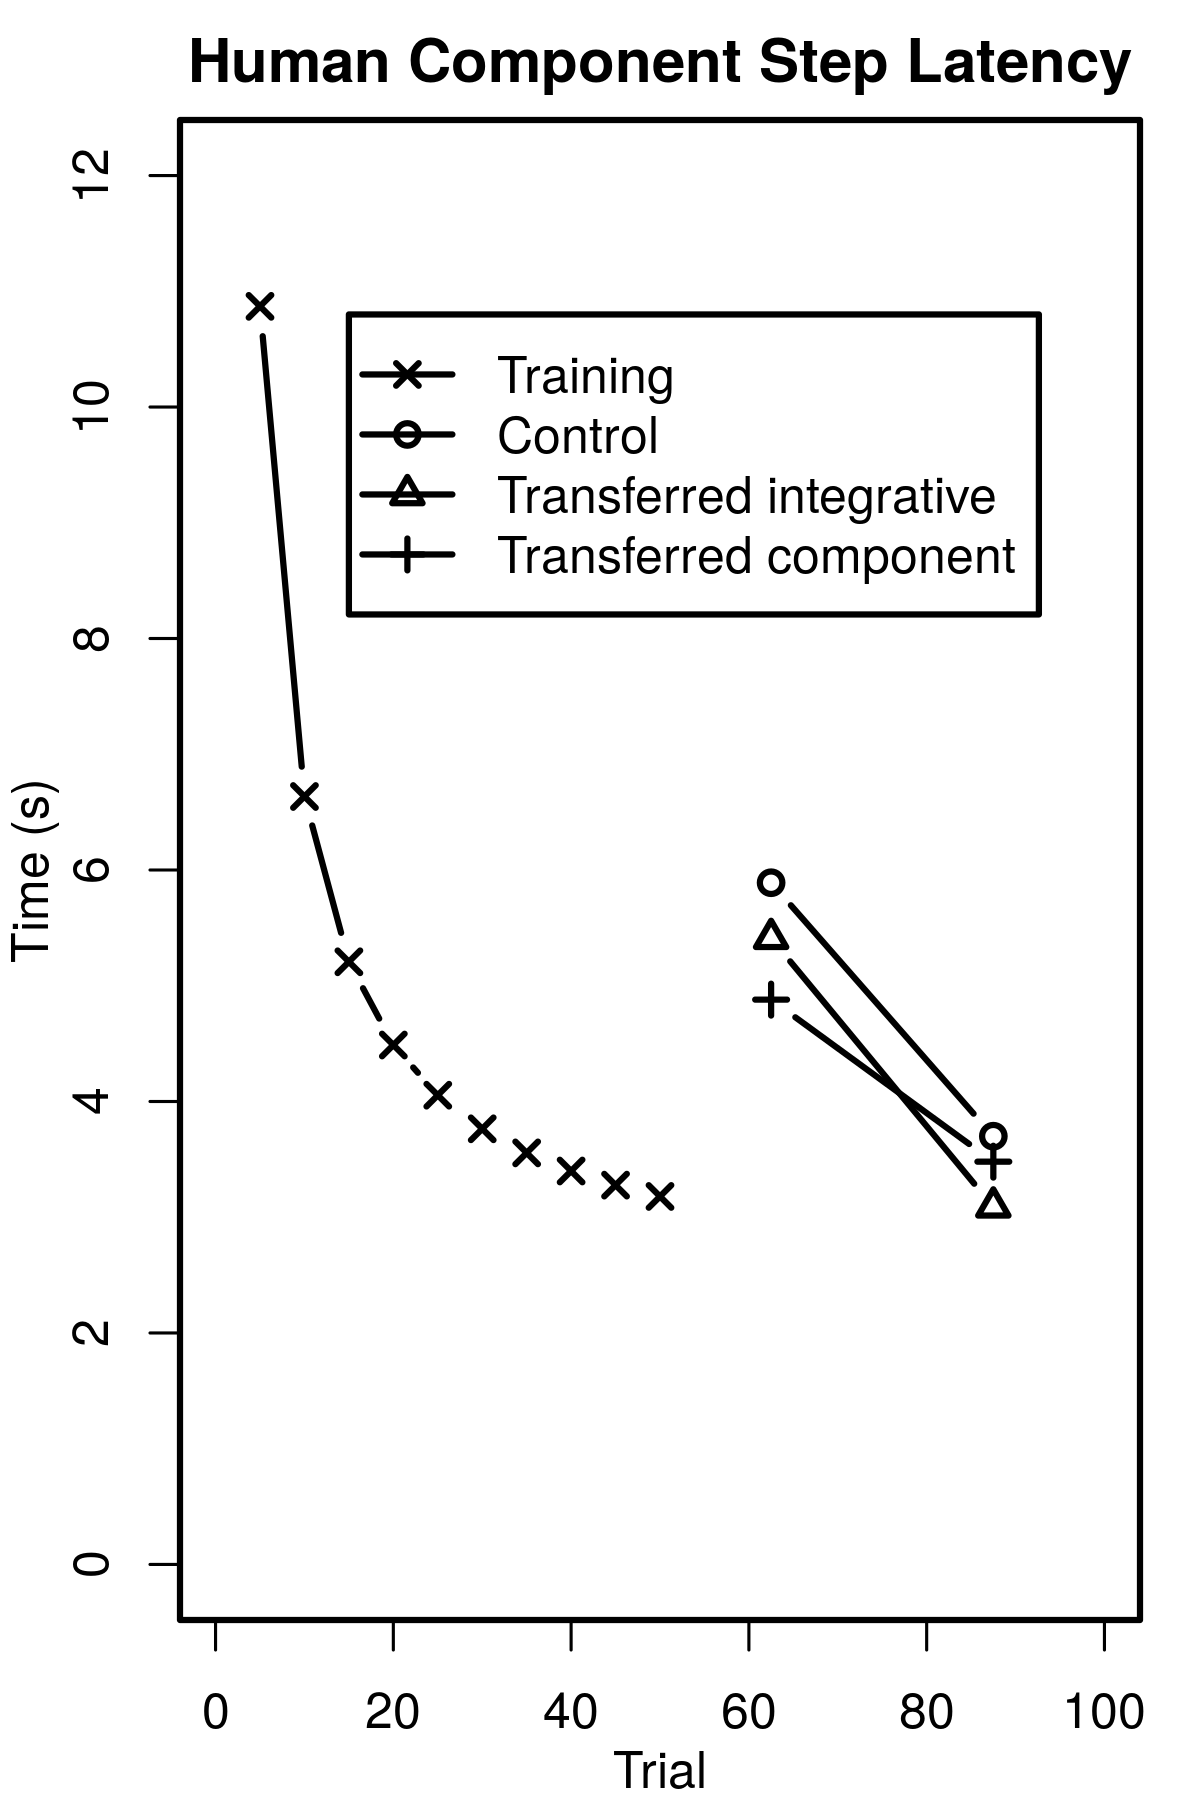 Human Component Step Latency
12
10
8
6
4
2
0
Time (s)
Training
Control
Transferred integrative
Transferred component
0 20 40 60 80 100
Trial